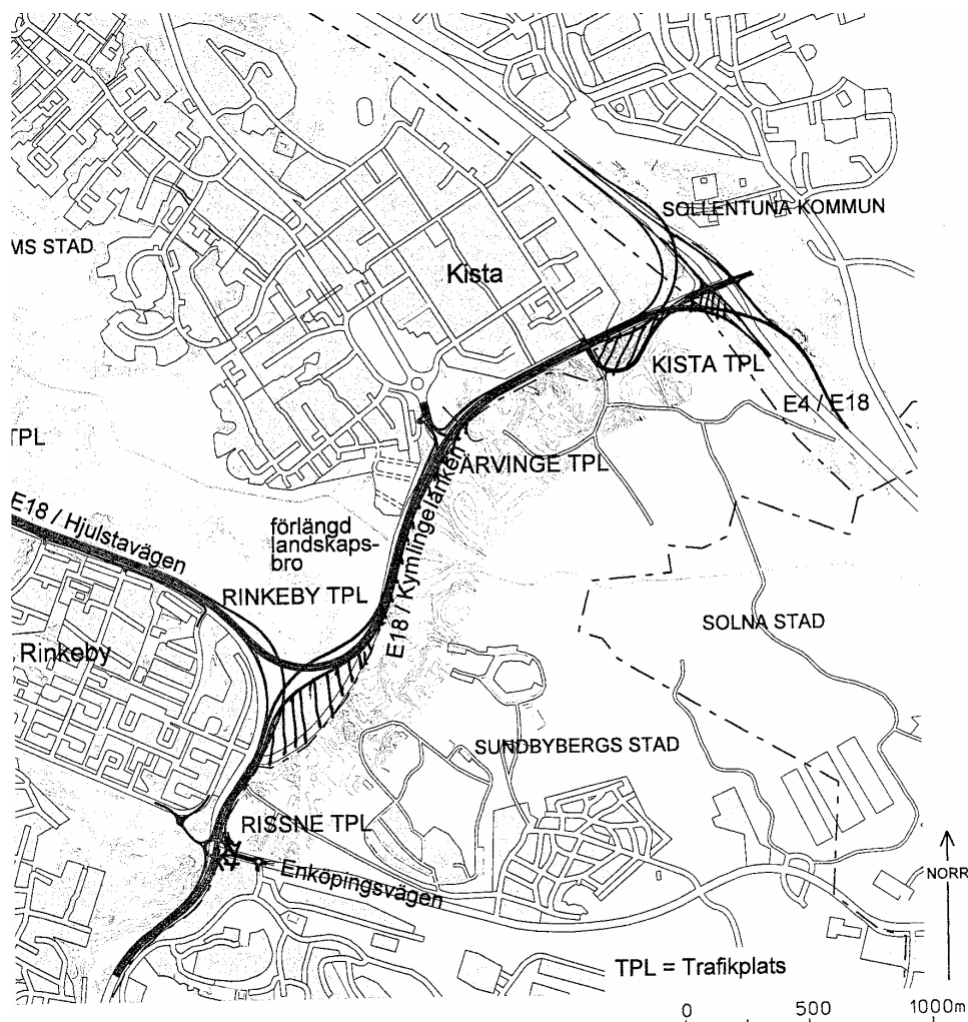 SOLLENTUNA KOMMUN
MS STAD
Kista
KISTA TPL
E4 / E18
TPL
ÄRVINGE TPL
E18 / Hjulstavägen
förlängd
landskaps-
bro
E18 / Kymlingelänken
RINKEBY TPL
SOLNA STAD
Rinkeby
SUNDBYBERGS STAD
RISSNE TPL
Enköpingsvägen
NORR
TPL = Trafikplats
0 500 1000m